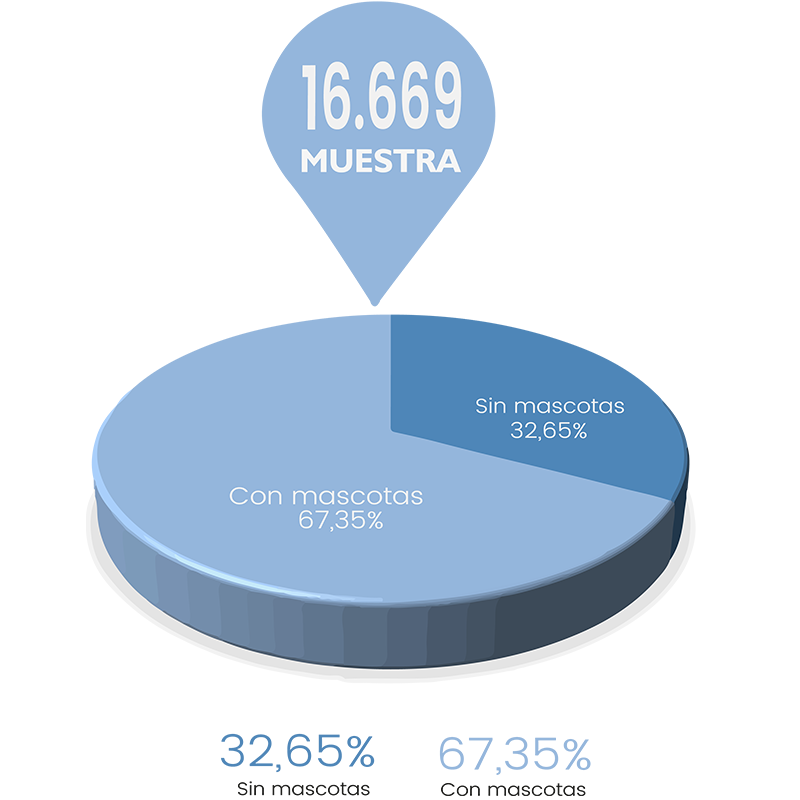 16.669
MUESTRA
Sin mascotas
32,65%
Con mascotas
67,35%
32,65%
Sin mascotas
67,35%
Con mascotas